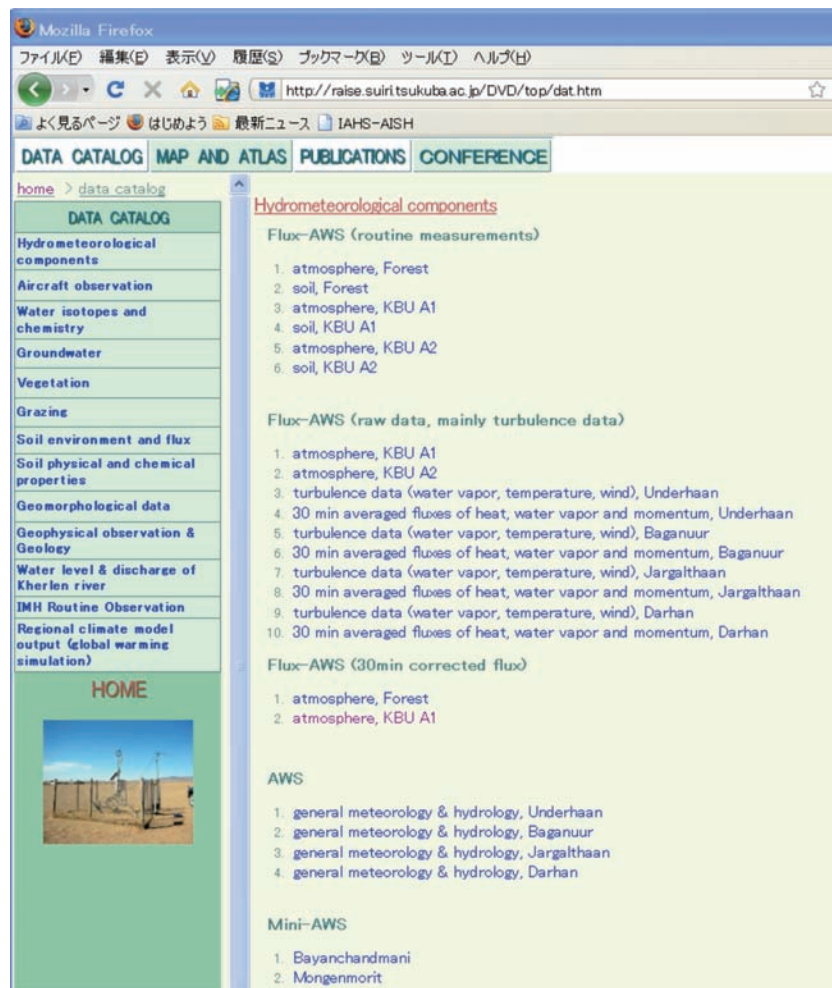 Mozilla Firefox
ファイル(F) 編集(E) 表示(V) 履歴(S) ブックマーク(B) ツール(T) ヘルプ(H)
http://raise.suiri.tsukuba.ac.jp/DVD/top/dat.htm
よく見るページ はじめよう 最新ニュース IAHS-AISH
DATA CATALOG MAP AND ATLAS PUBLICATIONS CONFERENCE
home > data catalog
DATA CATALOG
Hydrometeorological
components
Aircraft observation
Water isotopes and
chemistry
Groundwater
Vegetation
Grazing
Soil environment and flux
Soil physical and chemical
properties
Geomorphological data
Geophysical observation &
Geology
Water level & discharge of
Kherlen river
IMH Routine Observation
Regional climate model
output (global warming
simulation)
HOME
Hydrometeorological components
Flux-AWS (routine measurements)
1. atmosphere, Forest
2. soil, Forest
3. atmosphere, KBU A1
4. soil, KBU A1
5. atmosphere, KBU A2
6. soil, KBU A2
Flux-AWS (raw data, mainly turbulence data)
1. atmosphere, KBU A1
2. atmosphere, KBU A2
3. turbulence data (water vapor, temperature, wind), Underhaan
4. 30 min averaged fluxes of heat, water vapor and momentum, Underhaan
5. turbulence data (water vapor, temperature, wind), Baganuur
6. 30 min averaged fluxes of heat, water vapor and momentum, Baganuur
7. turbulence data (water vapor, temperature, wind), Jargalthaan
8. 30 min averaged fluxes of heat, water vapor and momentum, Jargalthaan
9. turbulence data (water vapor, temperature, wind), Darhan
10. 30 min averaged fluxes of heat, water vapor and momentum, Darhan
Flux-AWS (30min corrected flux)
1. atmosphere, Forest
2. atmosphere, KBU A1
AWS
1. general meteorology & hydrology, Underhaan
2. general meteorology & hydrology, Baganuur
3. general meteorology & hydrology, Jargalthaan
4. general meteorology & hydrology, Darhan
Mini-AWS
1. Bayanchandmani
2. Mongenmorit